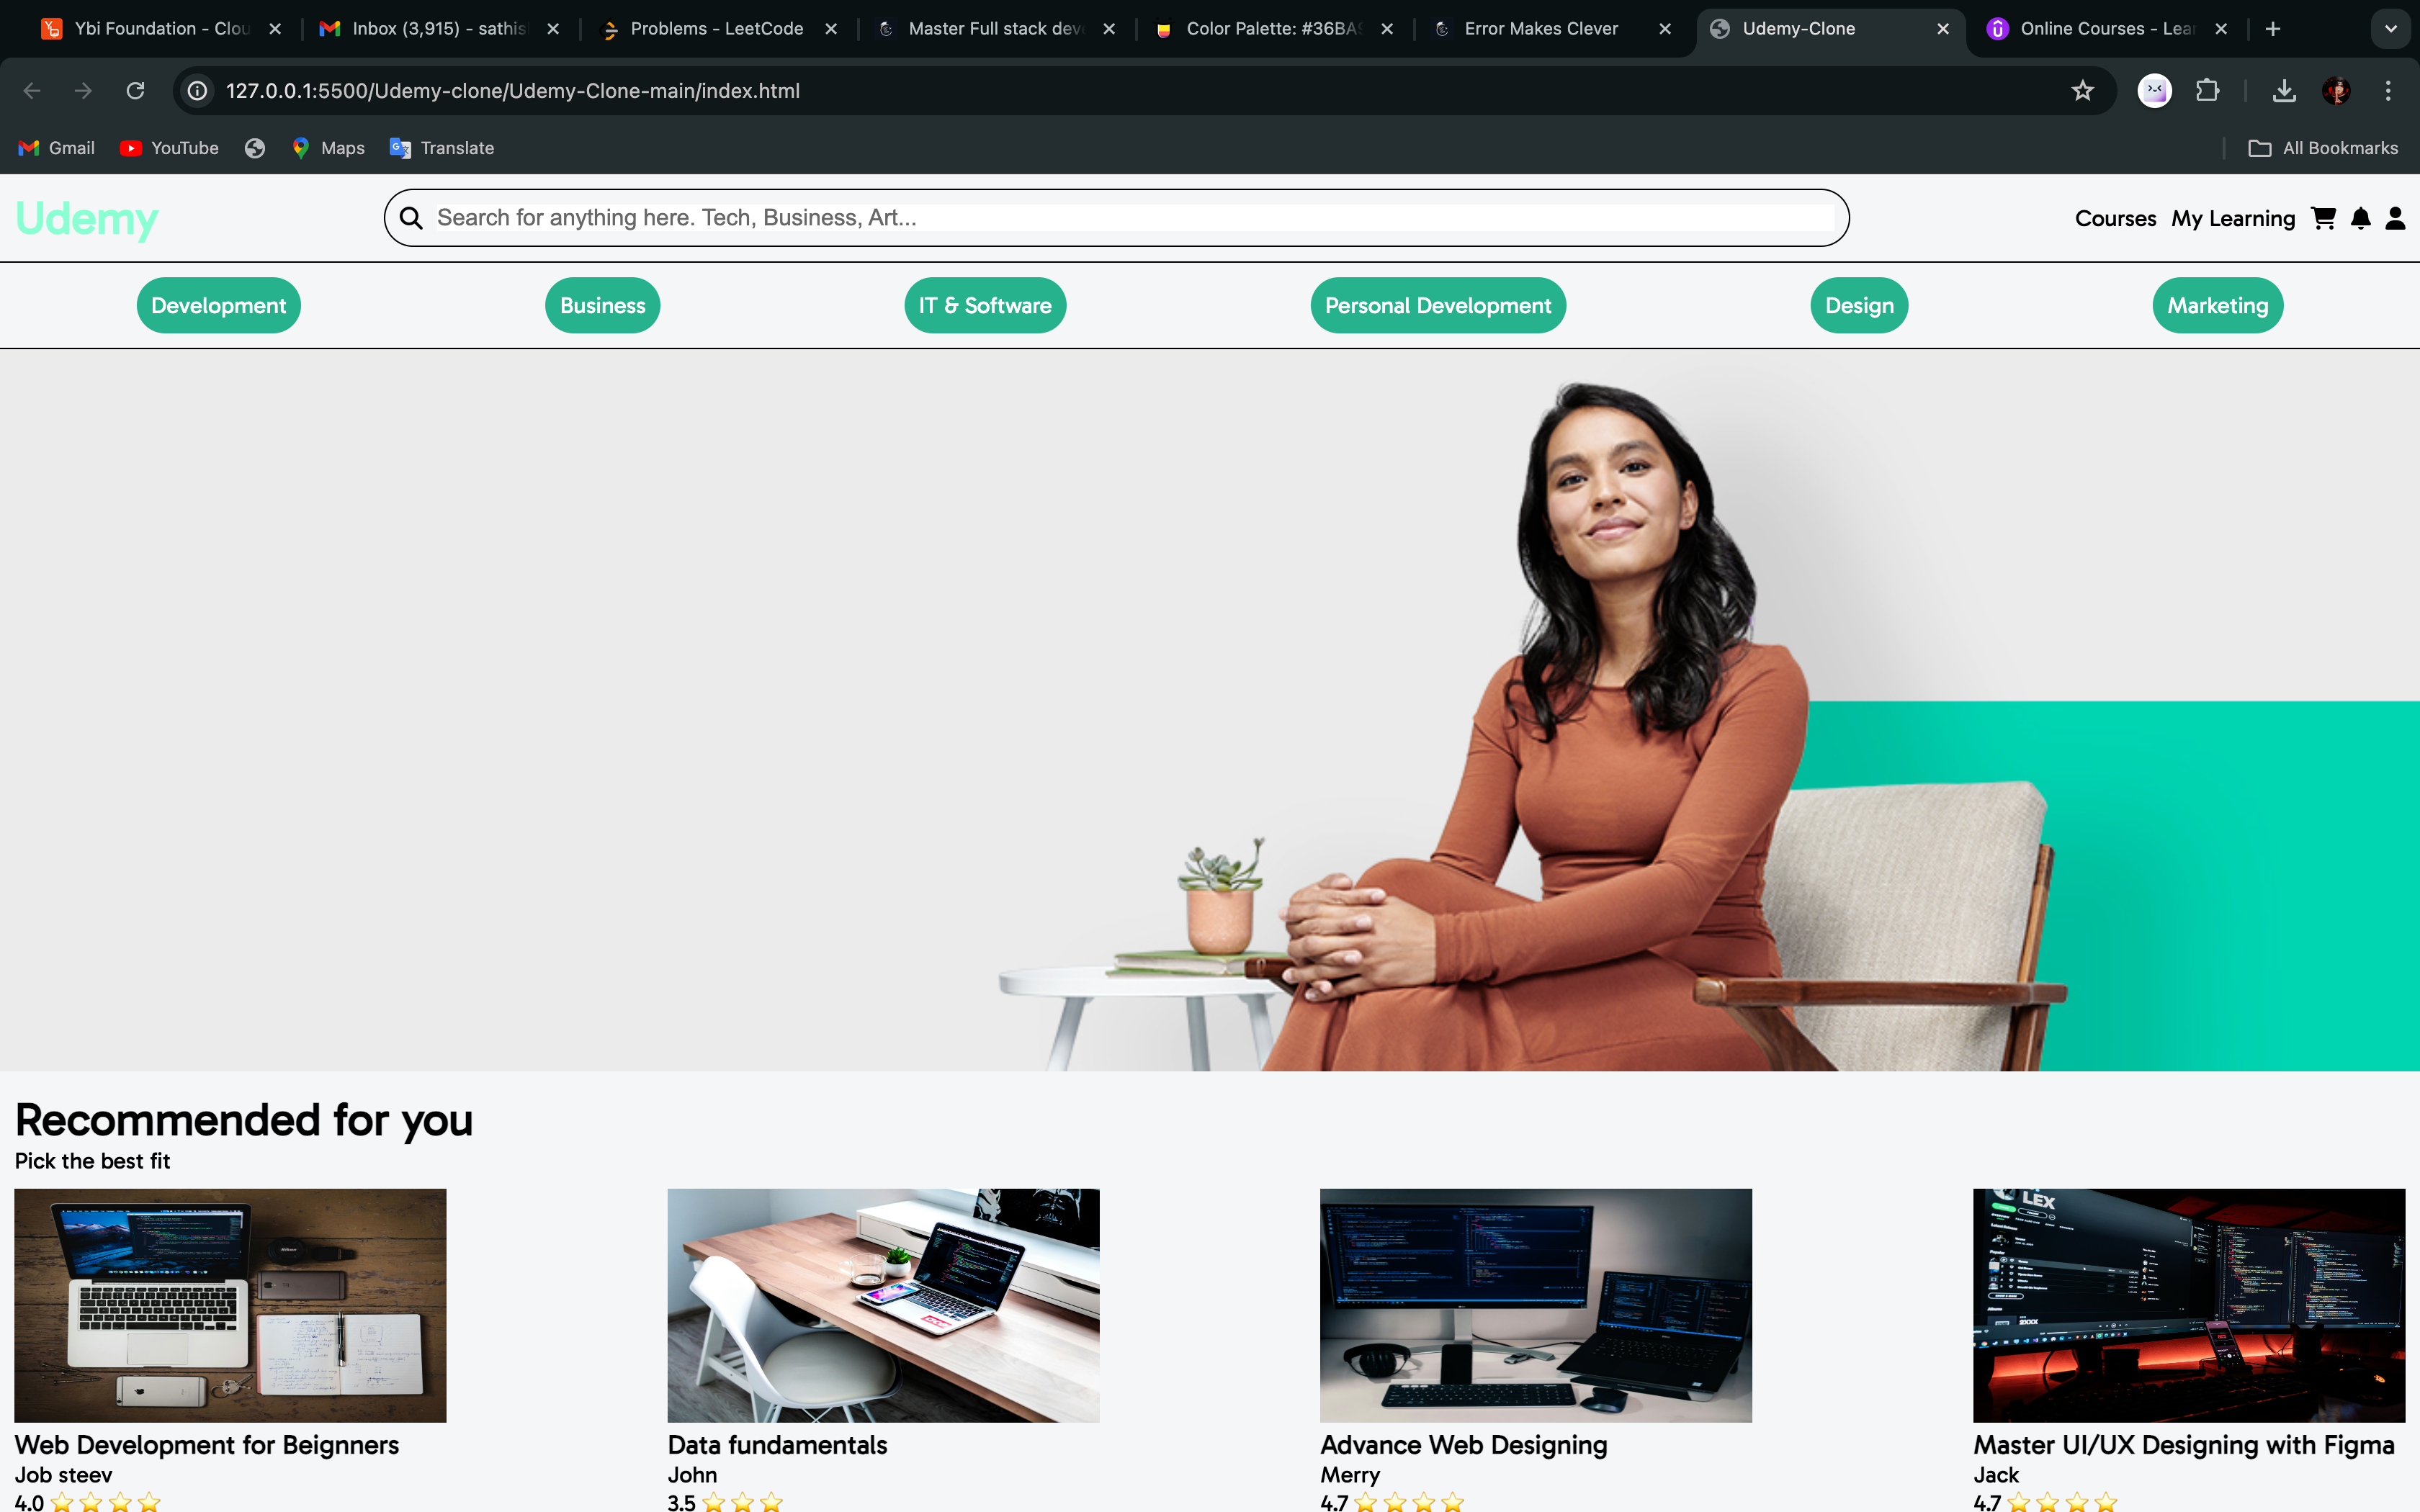 Ybi Foundation - Clou
Inbox (3,915) - sathis
Problems - LeetCode
Master Full stack deve
Color Palette: #36BAS
Error Makes Clever
Udemy-Clone
Online Courses - Lear
127.0.0.1:5500/Udemy-clone/Udemy-Clone-main/index.html
Gmail
YouTube
Maps
Translate
All Bookmarks
Udemy
Search for anything here. Tech, Business, Art...
Courses
My Learning
Development
Business
IT & Software
Personal Development
Design
Marketing
Recommended for you
Pick the best fit
LEX
Web Development for Beignners
Data fundamentals
Advance Web Designing
Master UI/UX Designing with Figma
Job steev
John
Merry
Jack
4.0
3.5
4.7
4.7